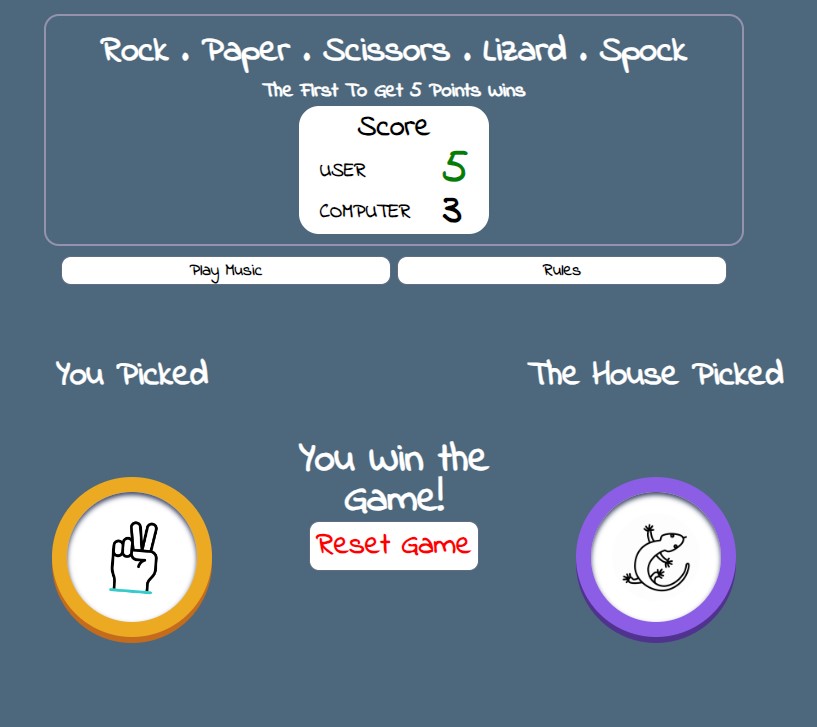 Rock . Paper . Scissors . Lizard . Spock
The First To Get 5 Points Wins
Score
USER 5
COMPUTER 3
Play Music Rules
You Picked The House Picked
You Win the
Game!
Reset Game